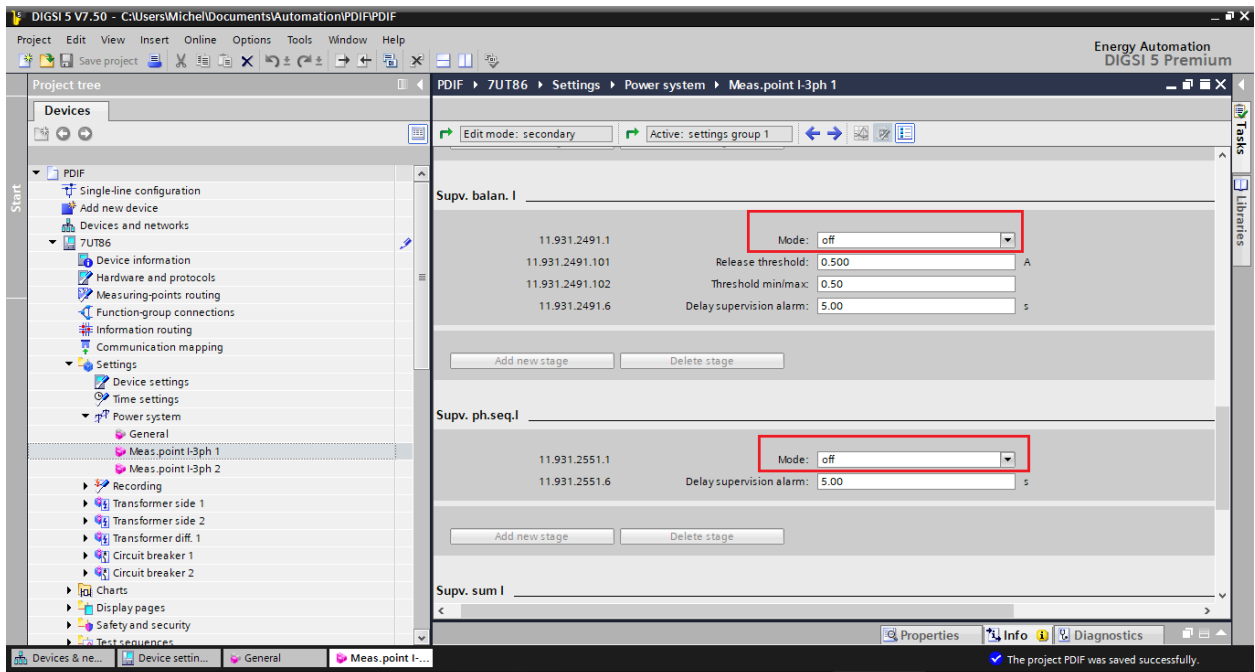 DIGSI 5 V7.50 - C:\Users\Michel\Documents\Automation\PDIF\PDIF
Project Edit View Insert Online Options Tools Window Help
Energy Automation
DIGSI 5 Premium
Save project
Project tree
PDIF 7UT86 Settings Power system Meas.point I-3ph 1
Devices
Edit mode: secondary
Active: settings group 1
Start
PDIF
Single-line configuration
Add new device
Devices and networks
7UT86
Device information
Hardware and protocols
Measuring-points routing
Function-group connections
Information routing
Communication mapping
Settings
Device settings
Time settings
Power system
General
Meas.point I-3ph 1
Meas.point I-3ph 2
Recording
Transformer side 1
Transformer side 2
Transformer diff. 1
Circuit breaker 1
Circuit breaker 2
Charts
Display pages
Safety and security
Test sequences
Supv. balan. I
11.931.2491.1 Mode: off
11.931.2491.101 Release threshold: 0.500 A
11.931.2491.102 Threshold min/max: 0.50
11.931.2491.6 Delay supervision alarm: 5.00 s
Add new stage Delete stage
Supv. ph.seq.I
11.931.2551.1 Mode: off
11.931.2551.6 Delay supervision alarm: 5.00 s
Add new stage Delete stage
Supv. sum I
Tasks
Libraries
Properties Info Diagnostics
Devices & ne... Device settin... General Meas.point I-... The project PDIF was saved successfully.